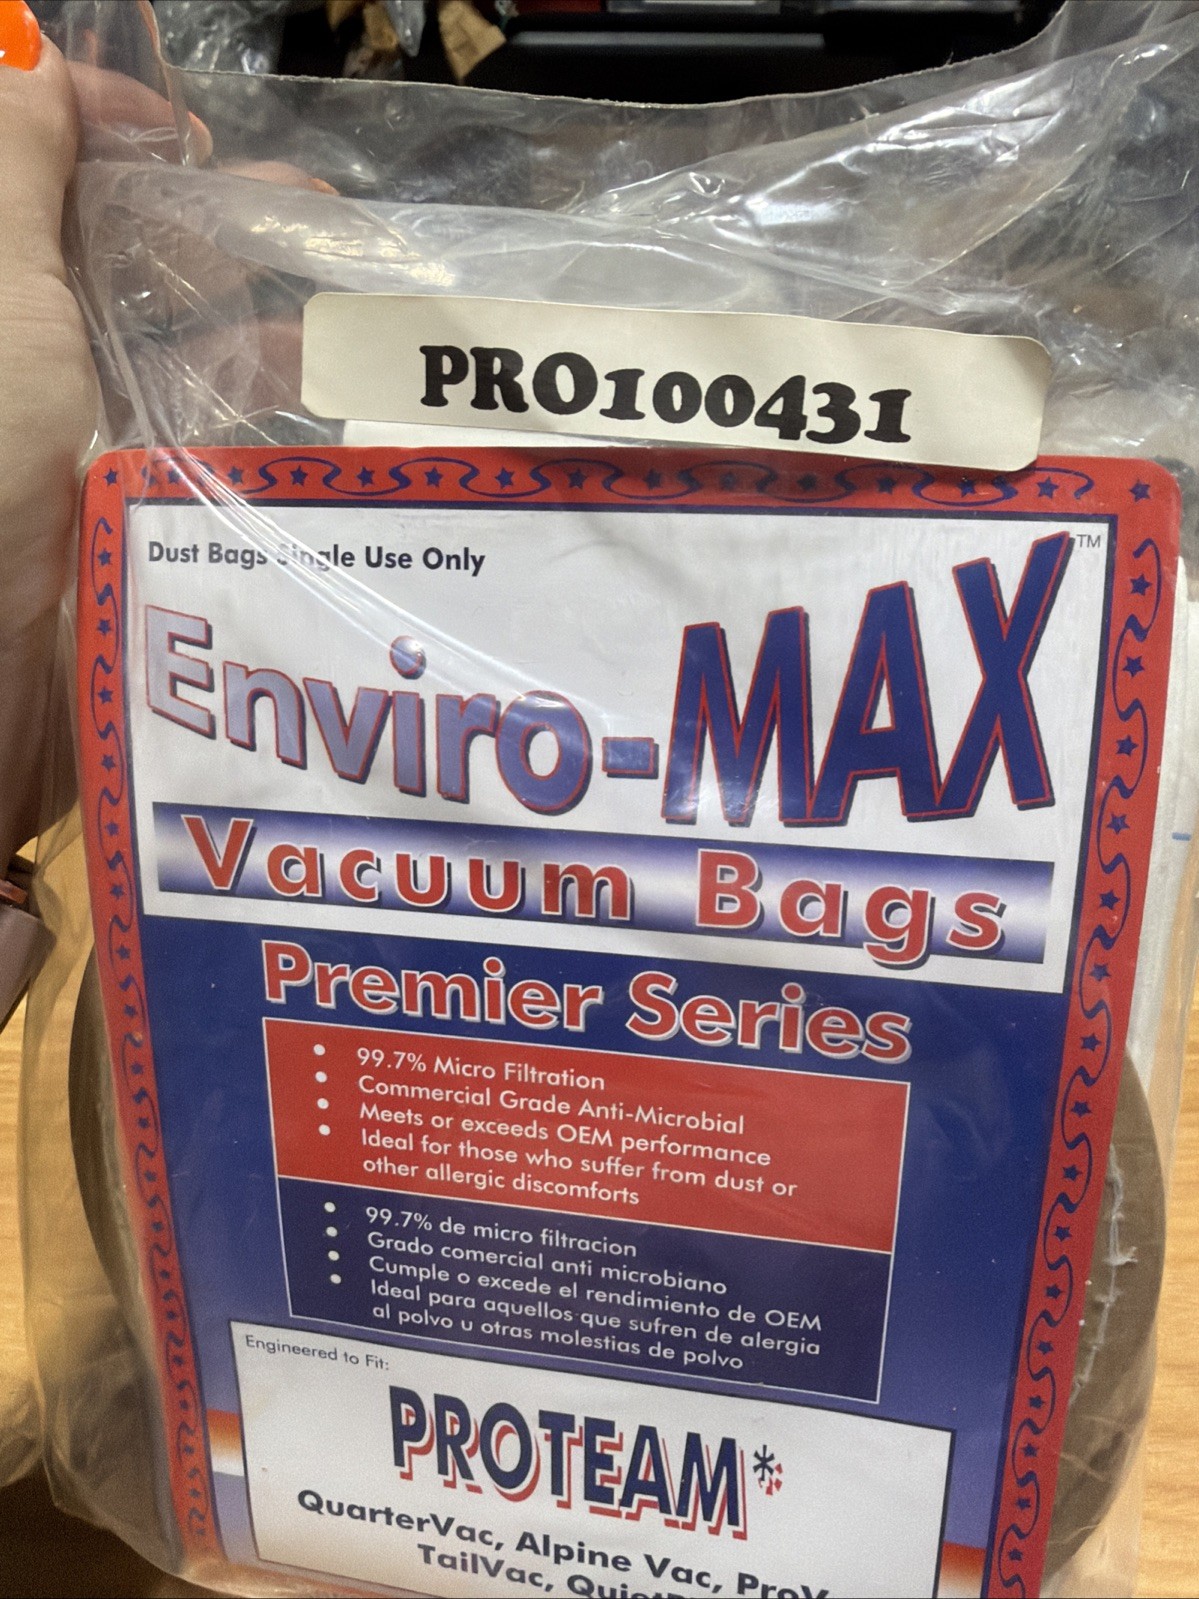 PRO100431
Dust Bags Single Use Only
Enviro-MAX™
Vacuum Bags
Premier Series
• 99.7% Micro Filtration
• Commercial Grade Anti-Microbial
• Meets or exceeds OEM performance
• Ideal for those who suffer from dust or
other allergic discomforts
• 99.7% de micro filtracion
• Grado comercial anti microbiano
• Cumple o excede el rendimiento de OEM
• Ideal para aquellos que sufren de alergia
al polvo u otras molestias de polvo
Engineered to Fit:
PROTEAM*
QuarterVac, Alpine Vac,
TailVac,